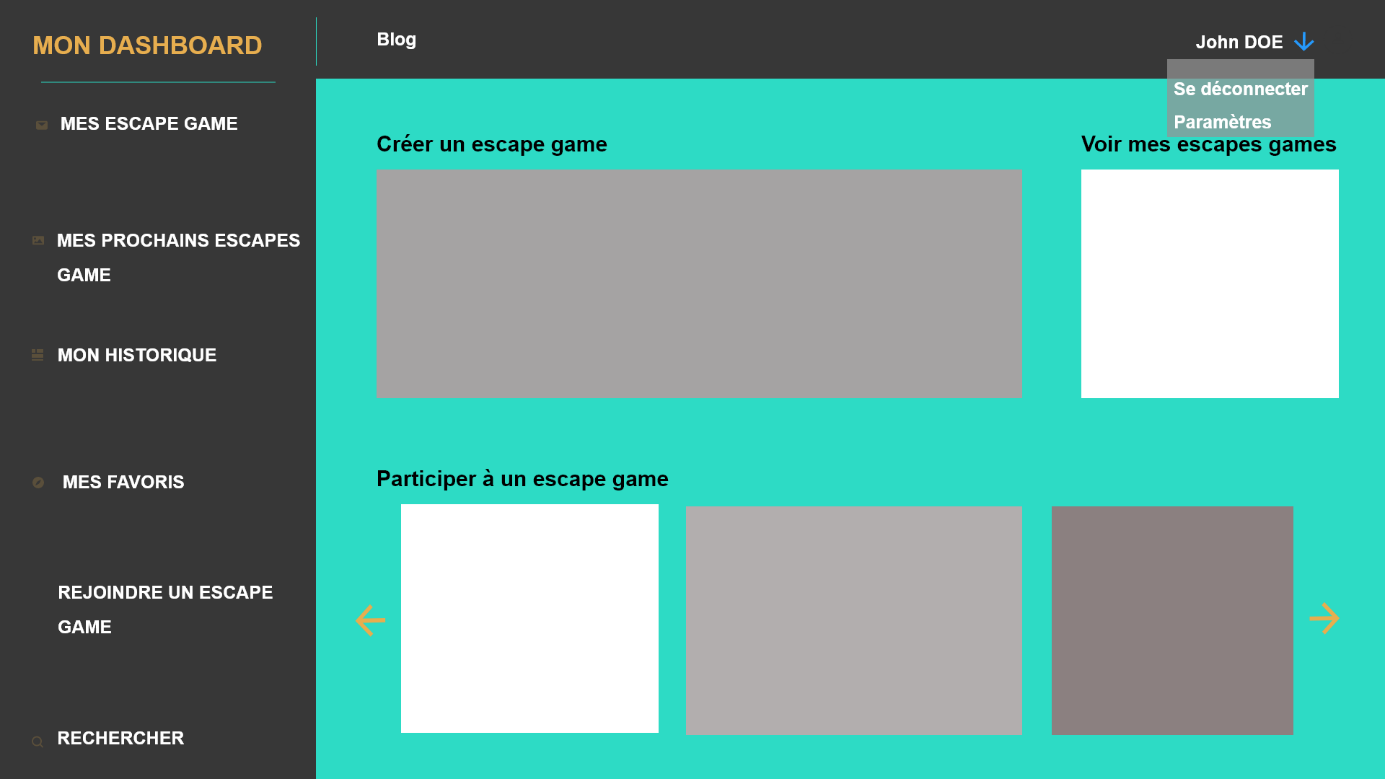 MON DASHBOARD
MES ESCAPE GAME
MES PROCHAINS ESCAPES
GAME
MON HISTORIQUE
MES FAVORIS
REJOINDRE UN ESCAPE
GAME
RECHERCHER
Blog
John DOE
Se déconnecter
Paramètres
Créer un escape game
Voir mes escapes games
Participer à un escape game